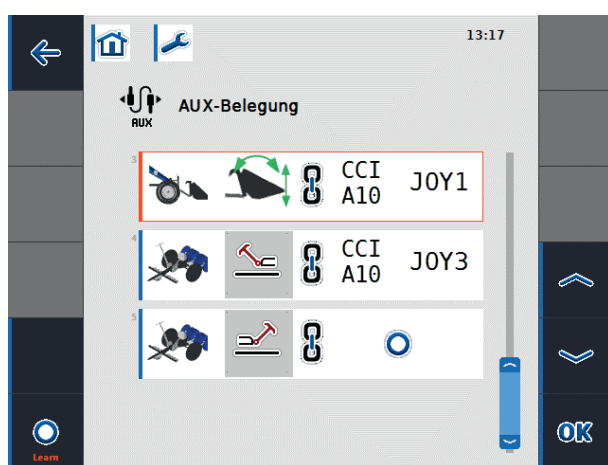 13:17
AUX-Belegung
AUX
3
CCI
A10
JOY1
4
CCI
A10
JOY3
5
Learn
OK